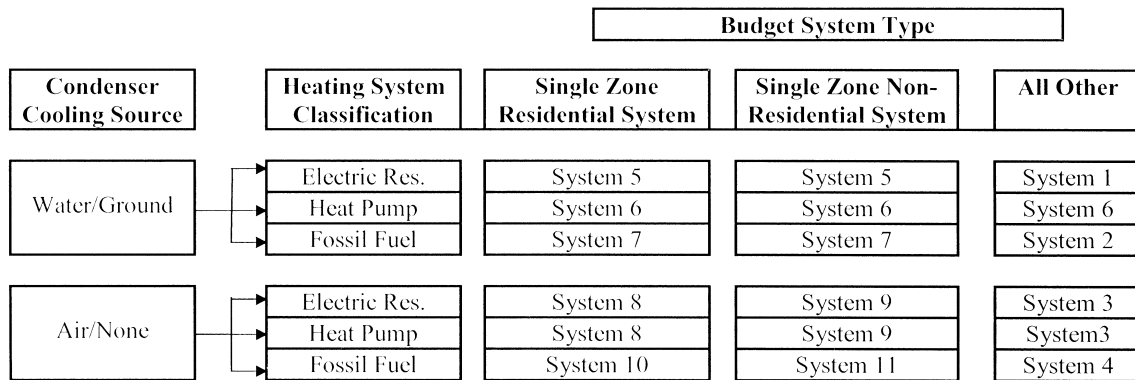 Budget System Type
Condenser Cooling Source
Heating System Classification
Single Zone Residential System
Single Zone Non-Residential System
All Other
Water/Ground
Electric Res. System 5 System 5 System 1
Heat Pump System 6 System 6 System 6
Fossil Fuel System 7 System 7 System 2
Air/None
Electric Res. System 8 System 9 System 3
Heat Pump System 8 System 9 System3
Fossil Fuel System 10 System 11 System 4